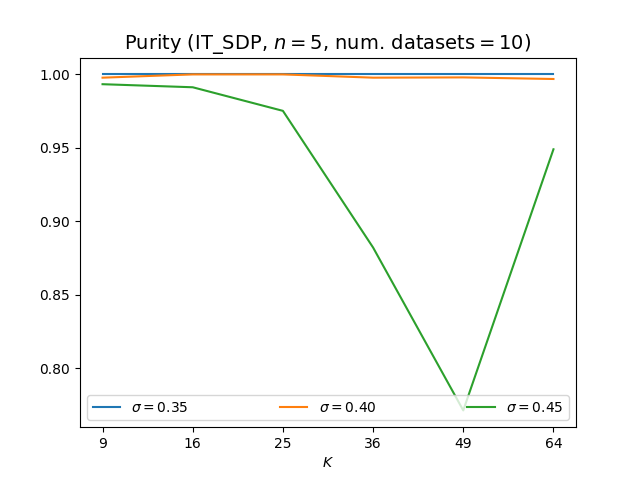 Purity (IT_SDP, n = 5, num. datasets = 10)
1.00
0.95
0.90
0.85
0.80
σ = 0.35 σ = 0.40 σ = 0.45
9 16 25 36 49 64
K